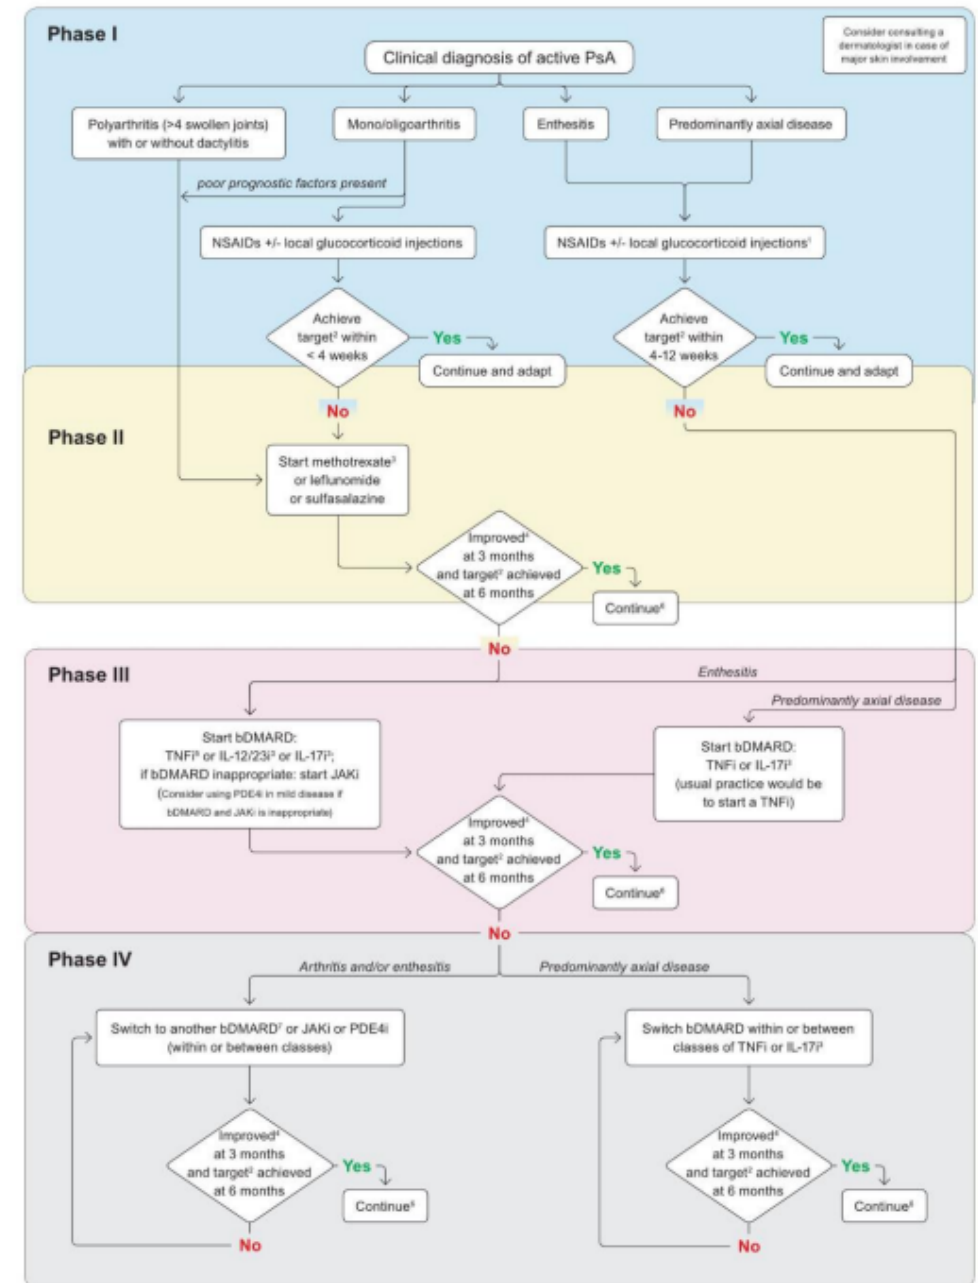 Phase I
Consider consulting a
dermatologist in case of
major skin involvement
Clinical diagnosis of active PsA
Polyarthritis (>4 swollen joints)
with or without dactylitis
Mono/oligoarthritis
Enthesitis
Predominantly axial disease
poor prognostic factors present
NSAIDs +/- local glucocorticoid injections
NSAIDs +/- local glucocorticoid injections¹
Achieve
target² within
< 4 weeks
Yes
Continue and adapt
Achieve
target² within
4-12 weeks
Yes
Continue and adapt
No
No
Phase II
Start methotrexate³
or leflunomide
or sulfasalazine
Improved⁴
at 3 months
and target² achieved
at 6 months
Yes
Continue⁶
No
Phase III
Enthesitis
Predominantly axial disease
Start bDMARD:
TNFi⁵ or IL-12/23i³ or IL-17i³;
if bDMARD inappropriate: start JAKi
(Consider using PDE4i in mild disease if
bDMARD and JAKi is inappropriate)
Start bDMARD:
TNFi or IL-17i³
(usual practice would be
to start a TNFi)
Improved⁴
at 3 months
and target² achieved
at 6 months
Yes
Continue⁶
No
Phase IV
Arthritis and/or enthesitis
Predominantly axial disease
Switch to another bDMARD⁷ or JAKi or PDE4i
(within or between classes)
Switch bDMARD within or between
classes of TNFi or IL-17i³
Improved⁴
at 3 months
and target² achieved
at 6 months
Yes
Continue⁶
No
Improved⁴
at 3 months
and target² achieved
at 6 months
Yes
Continue⁶
No